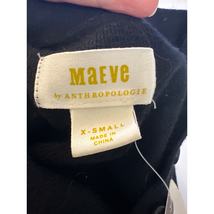 MAEVE
by ANTHROPOLOGIE
X-SMALL
MADE IN
CHINA